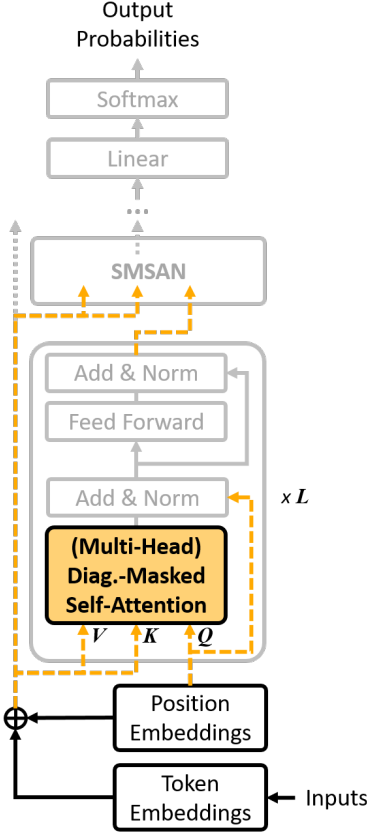 Output
Probabilities
Softmax
Linear
...
SMSAN
Add & Norm
Feed Forward
Add & Norm
x L
(Multi-Head)
Diag.-Masked
Self-Attention
V K Q
Position
Embeddings
Token
Embeddings
Inputs